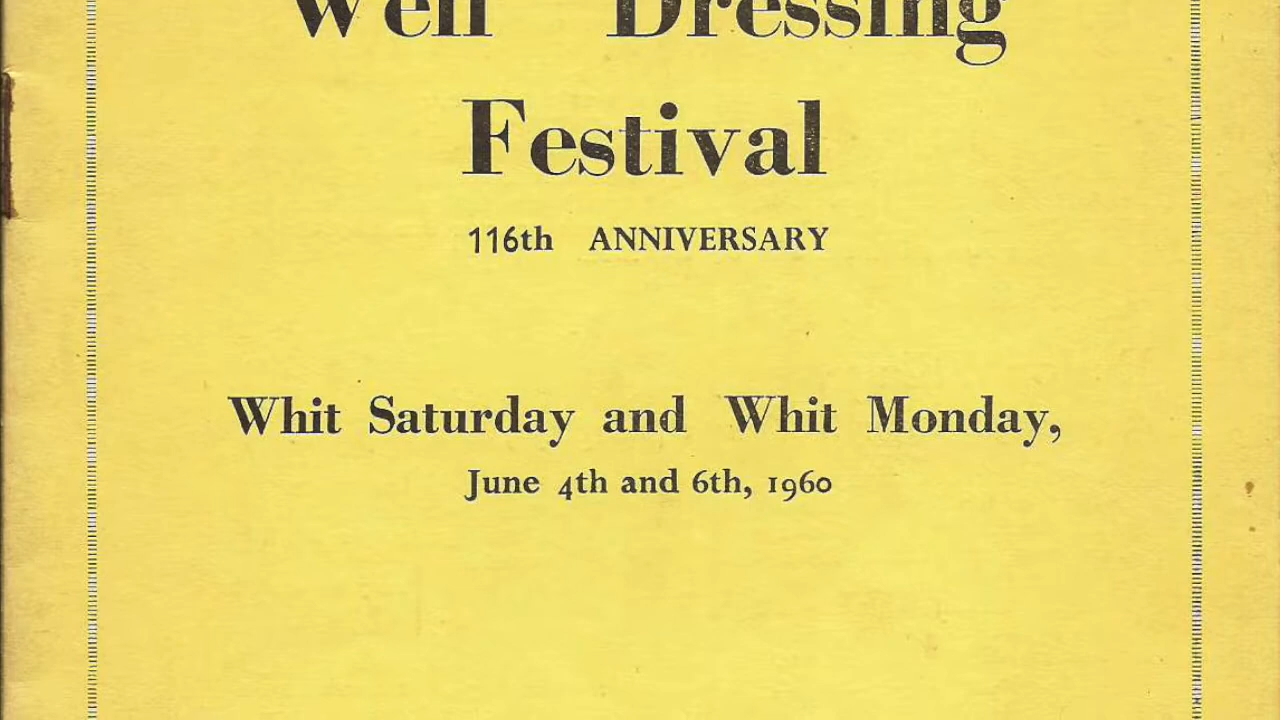 Well Dressing
Festival
116th ANNIVERSARY
Whit Saturday and Whit Monday,
June 4th and 6th, 1960